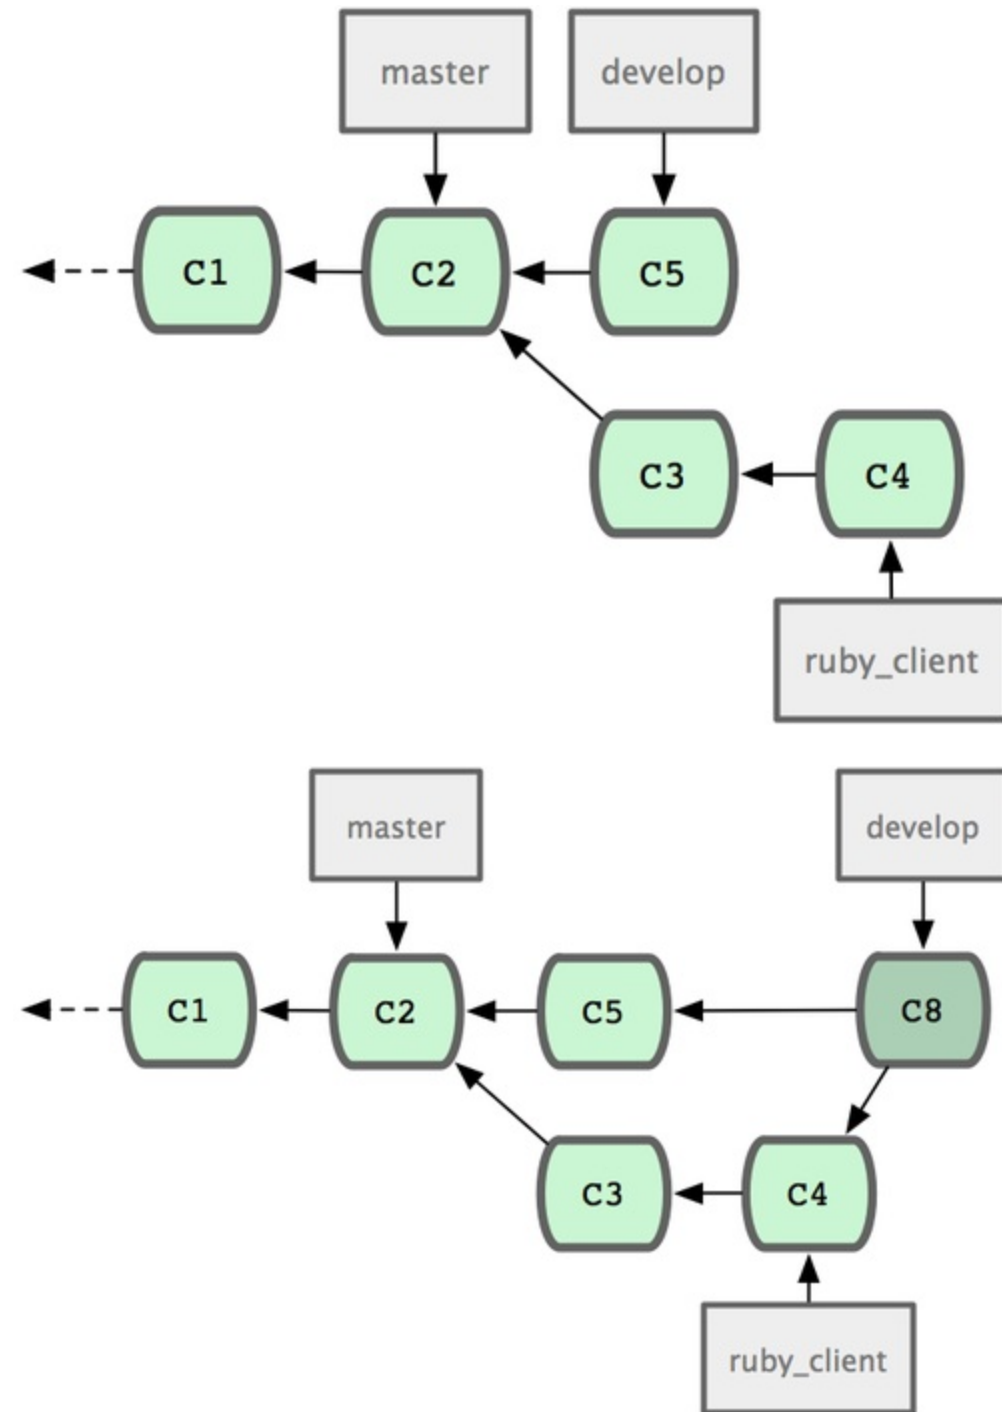 master develop
C1 C2 C5
C3 C4
ruby_client
master develop
C1 C2 C5 C8
C3 C4
ruby_client